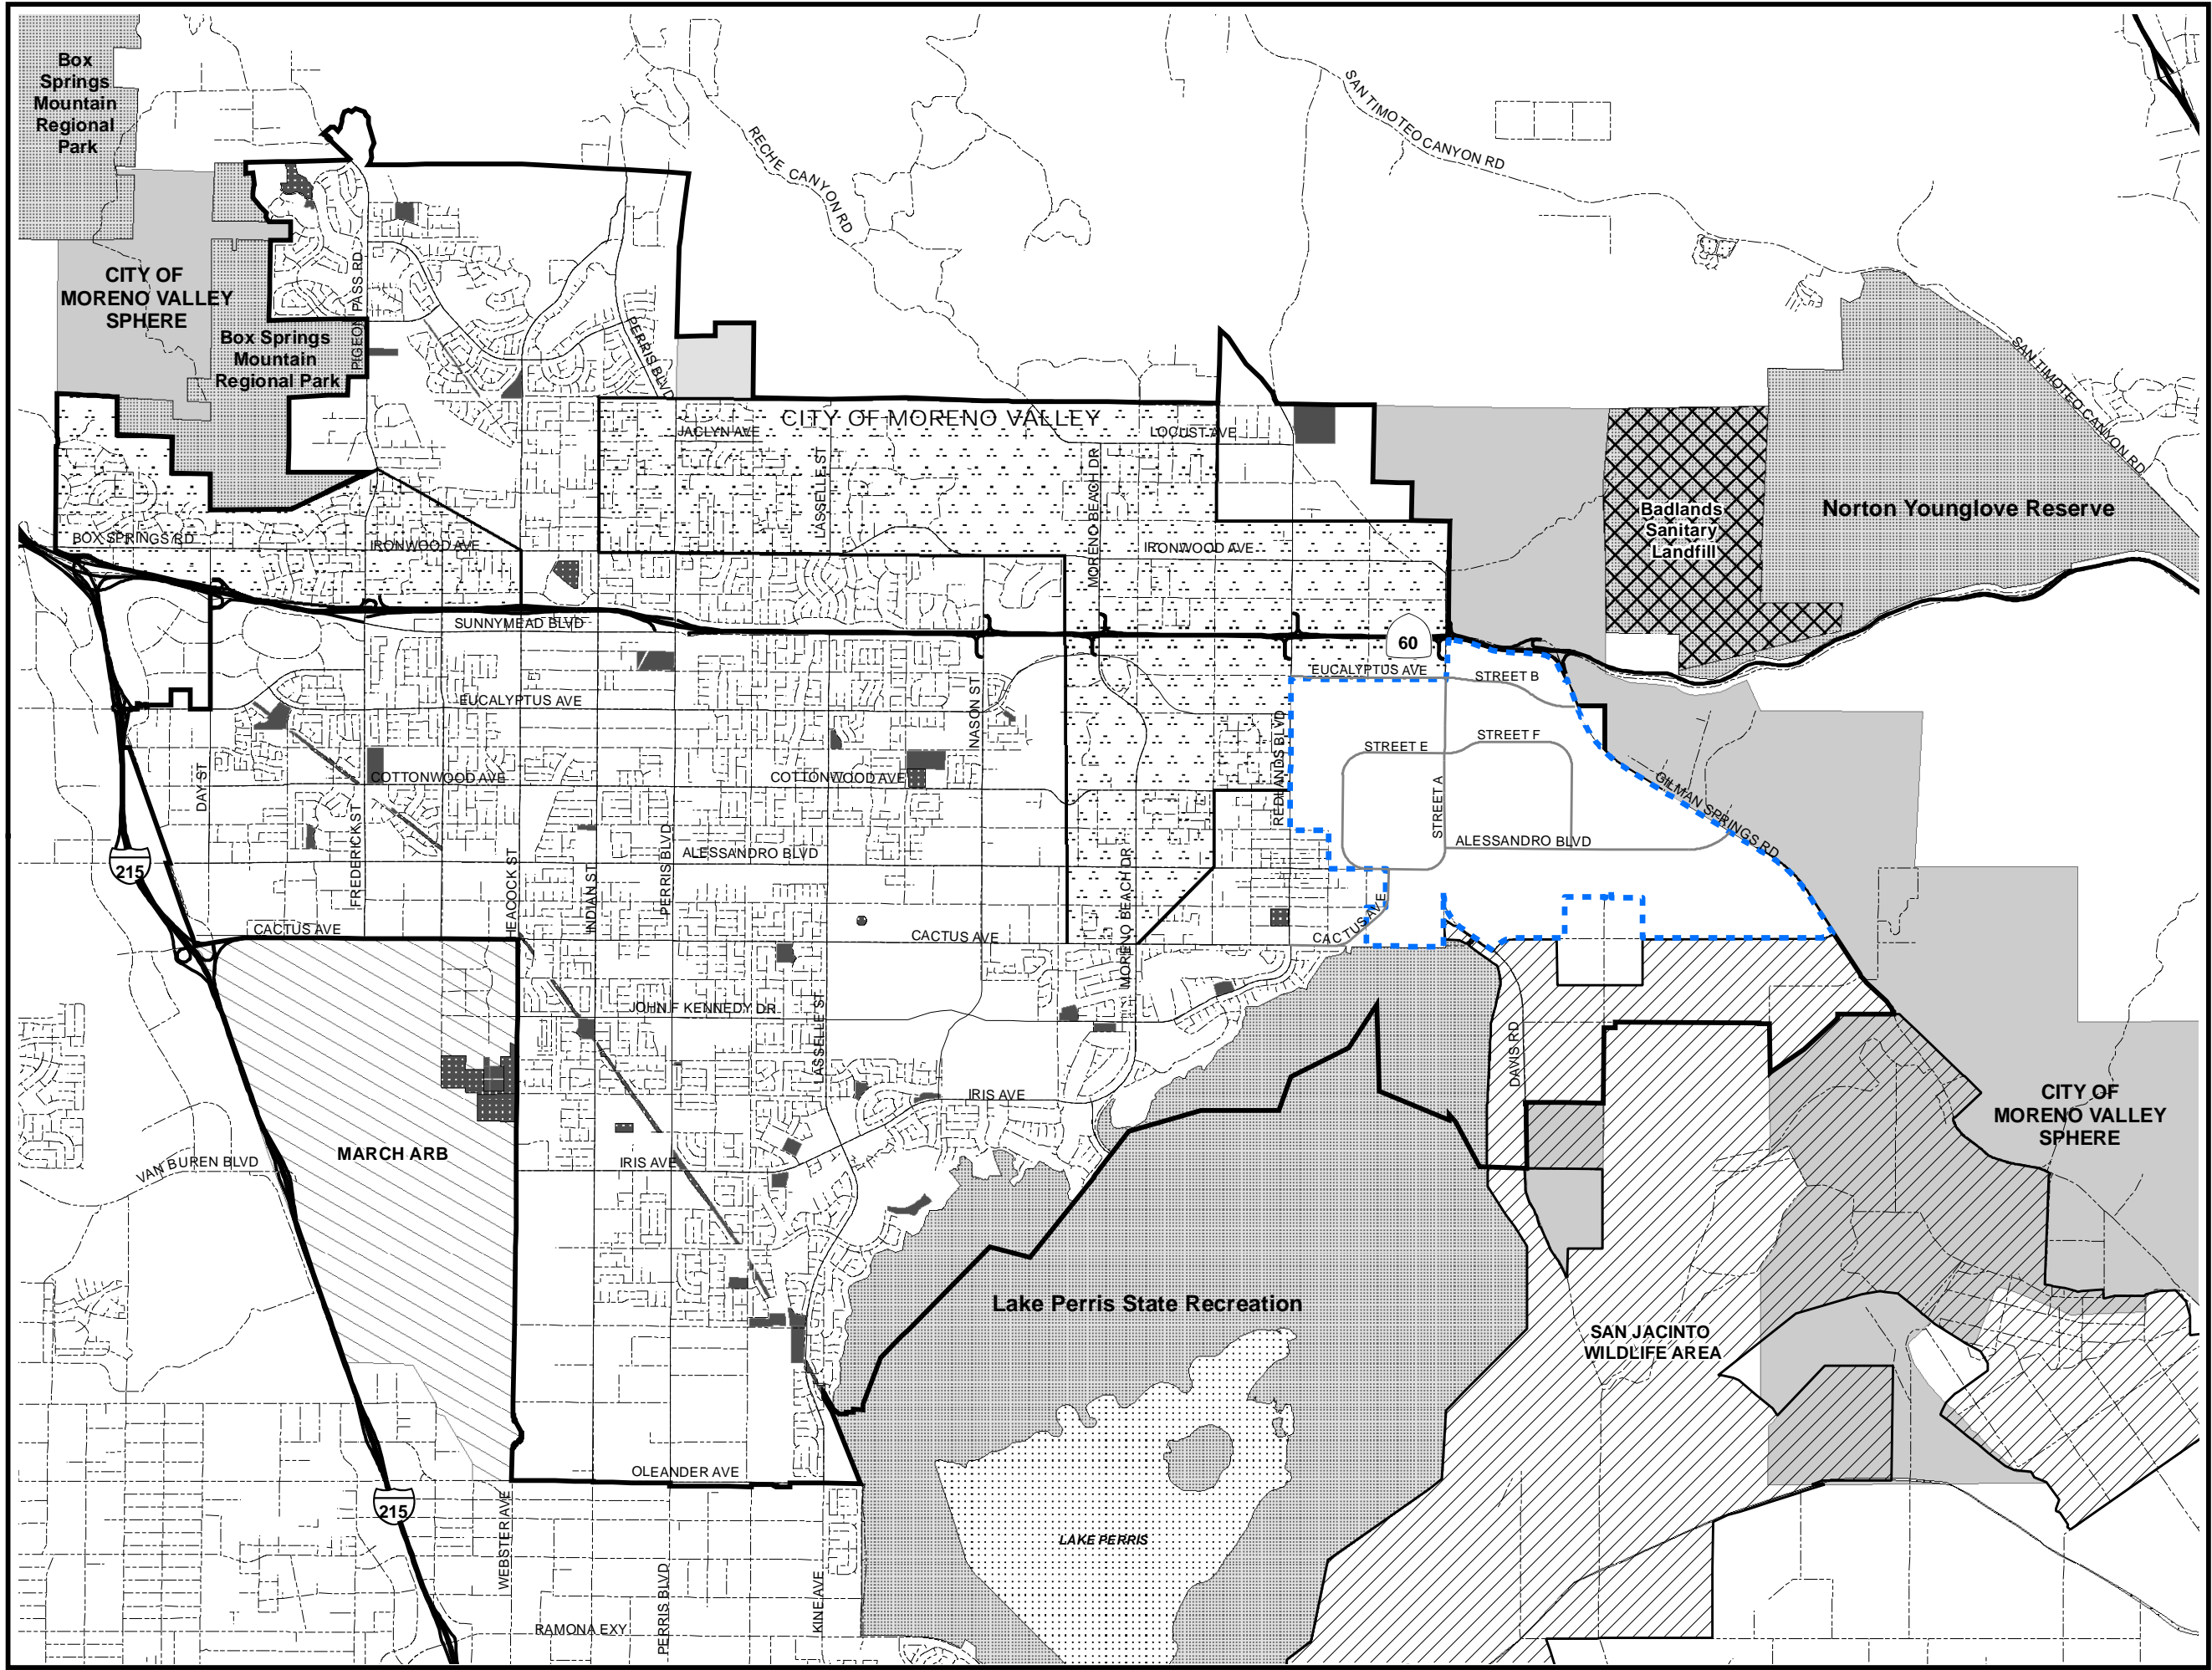 Box
Springs
Mountain
Regional
Park
SAN TIMOTEO CANYON RD
RECHE CANYON RD
CITY OF
MORENO VALLEY
SPHERE
PIGEON PASS RD
Box Springs
Mountain
Regional Park
PERRIS BLVD
SAN TIMOTEO CANYON RD
CITY OF MORENO VALLEY
JACLYN AVE
LOCUST AVE
LASSELLE ST
MORENO BEACH DR
Badlands
Sanitary
Landfill
Norton Younglove Reserve
BOX SPRINGS RD
IRONWOOD AVE
IRONWOOD AVE
SUNNYMEAD BLVD
60
EUCALYPTUS AVE
STREET B
EUCALYPTUS AVE
NASON ST
REDLANDS BLVD
STREET E
STREET F
DAY ST
COTTONWOOD AVE
COTTONWOOD AVE
STREET A
GILMAN SPRINGS RD
FREDERICK ST
HEACOCK ST
INDIAN ST
PERRIS BLVD
ALESSANDRO BLVD
MORENO BEACH DR
ALESSANDRO BLVD
215
CACTUS AVE
CACTUS AVE
CACTUS AVE
JOHN F KENNEDY DR
LASSELLE ST
DAVIS RD
IRIS AVE
CITY OF
MORENO VALLEY
SPHERE
MARCH ARB
VAN BUREN BLVD
IRIS AVE
Lake Perris State Recreation
SAN JACINTO
WILDLIFE AREA
OLEANDER AVE
215
WEBSTER AVE
LAKE PERRIS
PERRIS BLVD
KINE AVE
RAMONA EXY